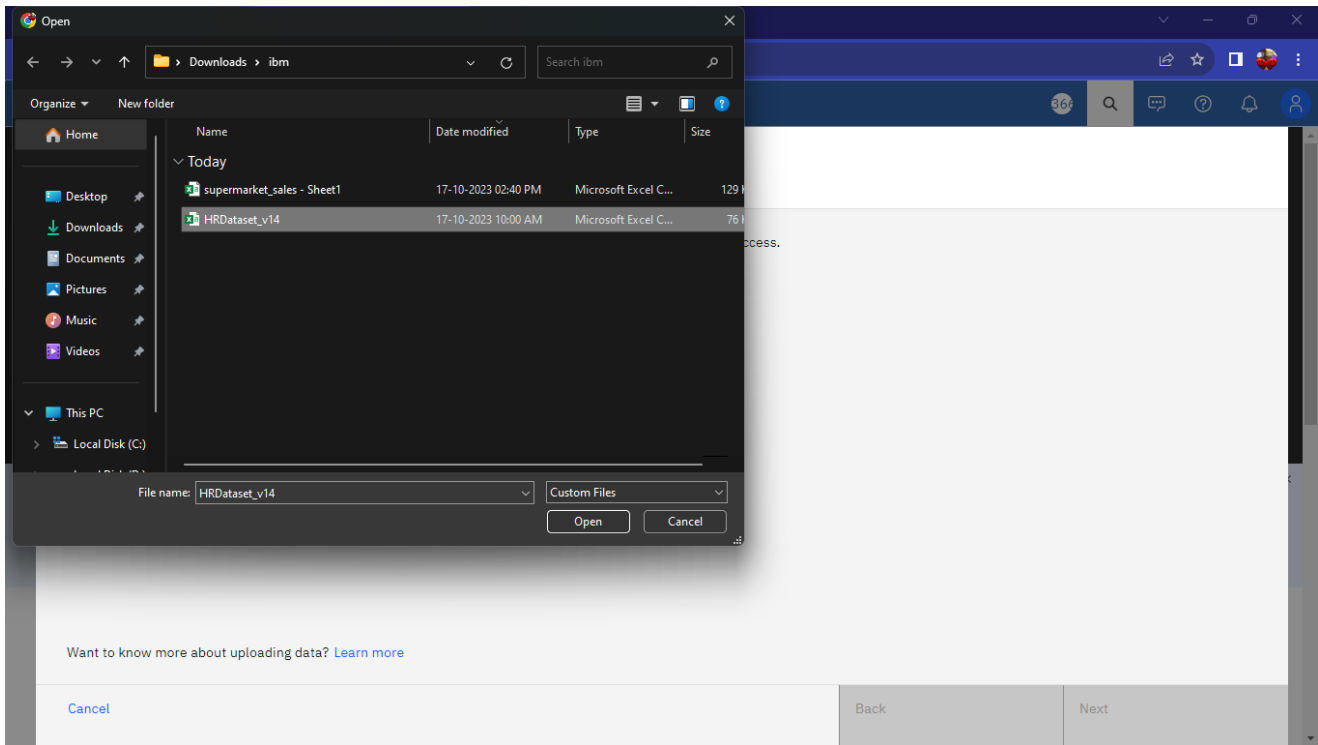 Open
Downloads > ibm
Search ibm
Organize
New folder
366
Home
Name
Date modified
Type
Size
Today
Desktop
supermarket_sales - Sheet1
17-10-2023 02:40 PM
Microsoft Excel C...
129
Downloads
HRDataset_v14
17-10-2023 10:00 AM
Microsoft Excel C...
76
ccess.
Documents
Pictures
Music
Videos
This PC
Local Disk (C:)
File name:
HRDataset_v14
Custom Files
Open
Cancel
Want to know more about uploading data? Learn more
Cancel
Back
Next